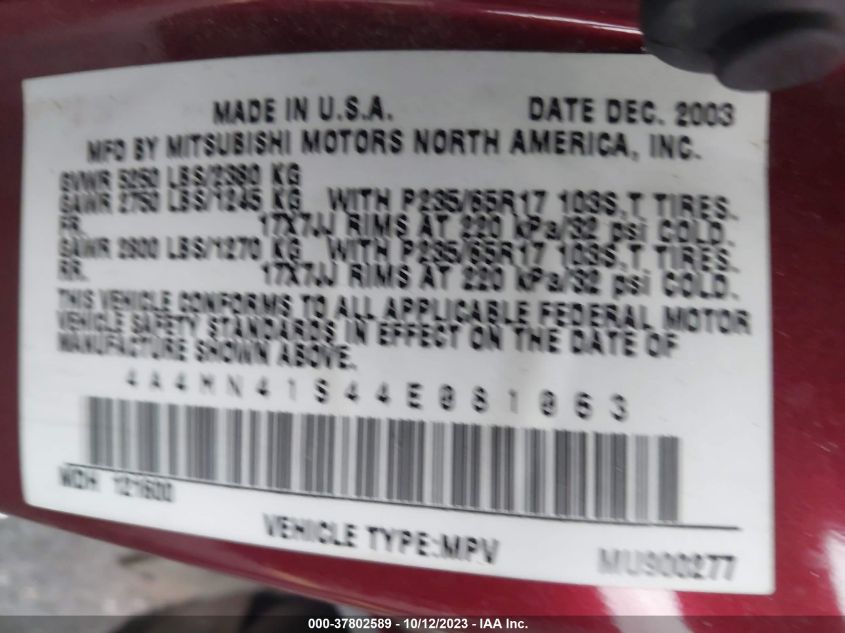 MADE IN U.S.A. DATE DEC. 2003
MFD BY MITSUBISHI MOTORS NORTH AMERICA, INC.
GVWR 5250 LBS/2380 KG
GAWR 2750 LBS/1245 KG WITH P235/65R17 103S,T TIRES.
FR. 17X7JJ RIMS AT 220 kPa/32 psi COLD.
GAWR 2800 LBS/1270 KG WITH P235/65R17 103S,T TIRES.
RR. 17X7JJ RIMS AT 220 kPa/32 psi COLD.
THIS VEHICLE CONFORMS TO ALL APPLICABLE FEDERAL MOTOR
VEHICLE SAFETY STANDARDS IN EFFECT ON THE DATE OF
MANUFACTURE SHOWN ABOVE.
4A4MN41S44E081063
MDH 121600
VEHICLE TYPE:MPV MU900277
000-37802589 - 10/12/2023 - IAA Inc.